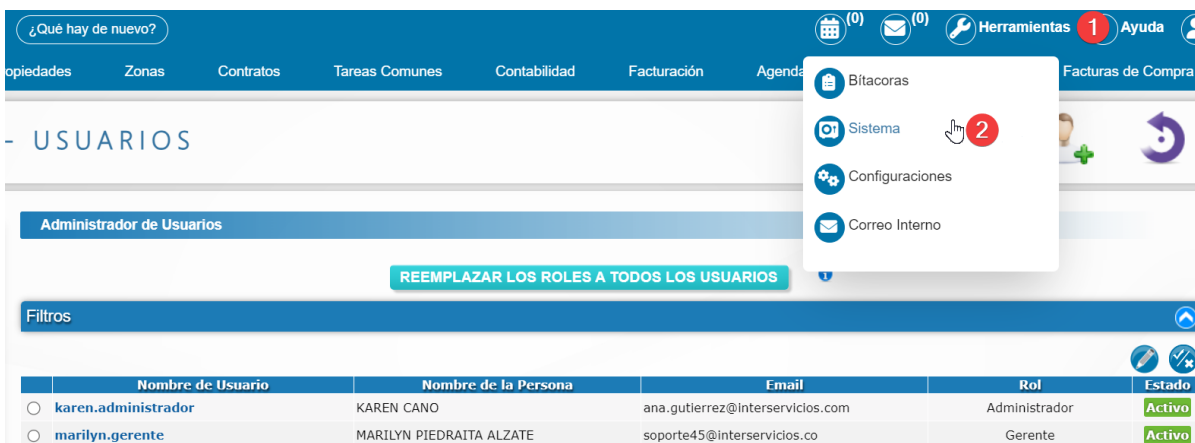 ¿Qué hay de nuevo? (0) (0) Herramientas 1 Ayuda
opiedades Zonas Contratos Tareas Comunes Contabilidad Facturación Agenda Facturas de Compra
Bítacoras
- USUARIOS
Sistema 2
Configuraciones
Correo Interno
Administrador de Usuarios
REEMPLAZAR LOS ROLES A TODOS LOS USUARIOS
Filtros
Nombre de Usuario Nombre de la Persona Email Rol Estado
karen.administrador KAREN CANO ana.gutierrez@interservicios.com Administrador Activo
marilyn.gerente MARILYN PIEDRAITA ALZATE soporte45@interservicios.co Gerente Activo